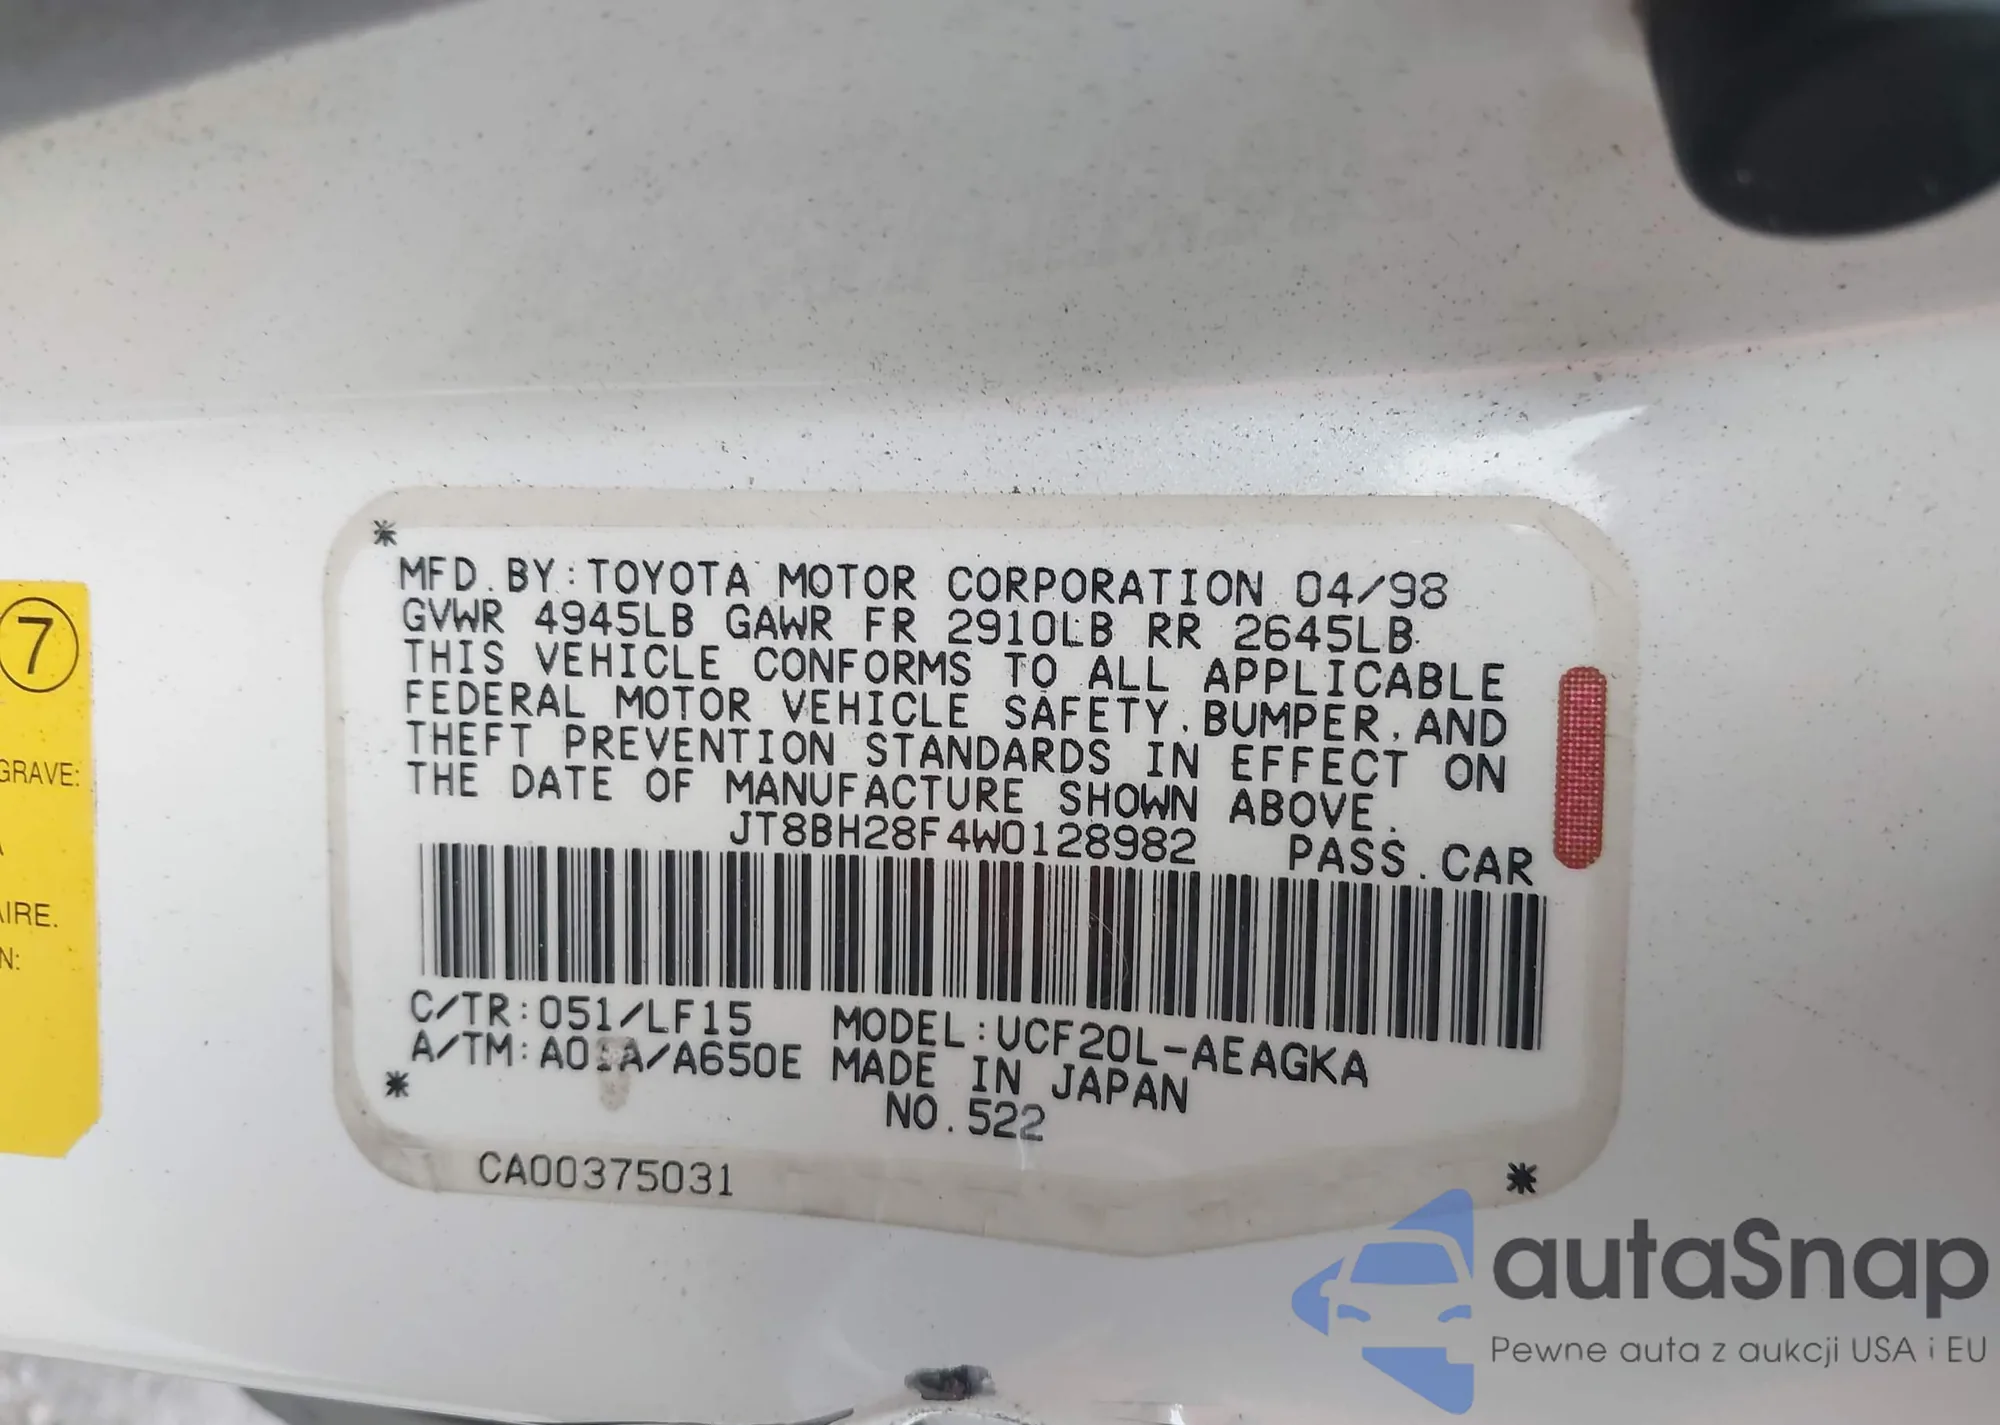 7
GRAVE:
AIRE.
N:
*
MFD.BY:TOYOTA MOTOR CORPORATION 04/98
GVWR 4945LB GAWR FR 2910LB RR 2645LB
THIS VEHICLE CONFORMS TO ALL APPLICABLE
FEDERAL MOTOR VEHICLE SAFETY,BUMPER,AND
THEFT PREVENTION STANDARDS IN EFFECT ON
THE DATE OF MANUFACTURE SHOWN ABOVE.
JT8BH28F4W0128982 PASS.CAR
C/TR:051/LF15 MODEL:UCF20L-AEAGKA
A/TM: /A650E MADE IN JAPAN
* NO.522
CA00375031 *
autaSnap
Pewne auta z aukcji USA i EU